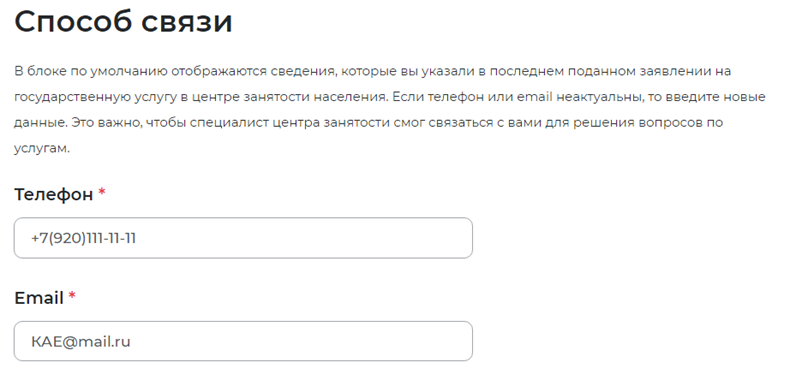 Способ связи
В блоке по умолчанию отображаются сведения, которые вы указали в последнем поданном заявлении на
государственную услугу в центре занятости населения. Если телефон или email неактуальны, то введите новые
данные. Это важно, чтобы специалист центра занятости смог связаться с вами для решения вопросов по
услугам.
Телефон *
+7(920)111-11-11
Email *
KAE@mail.ru